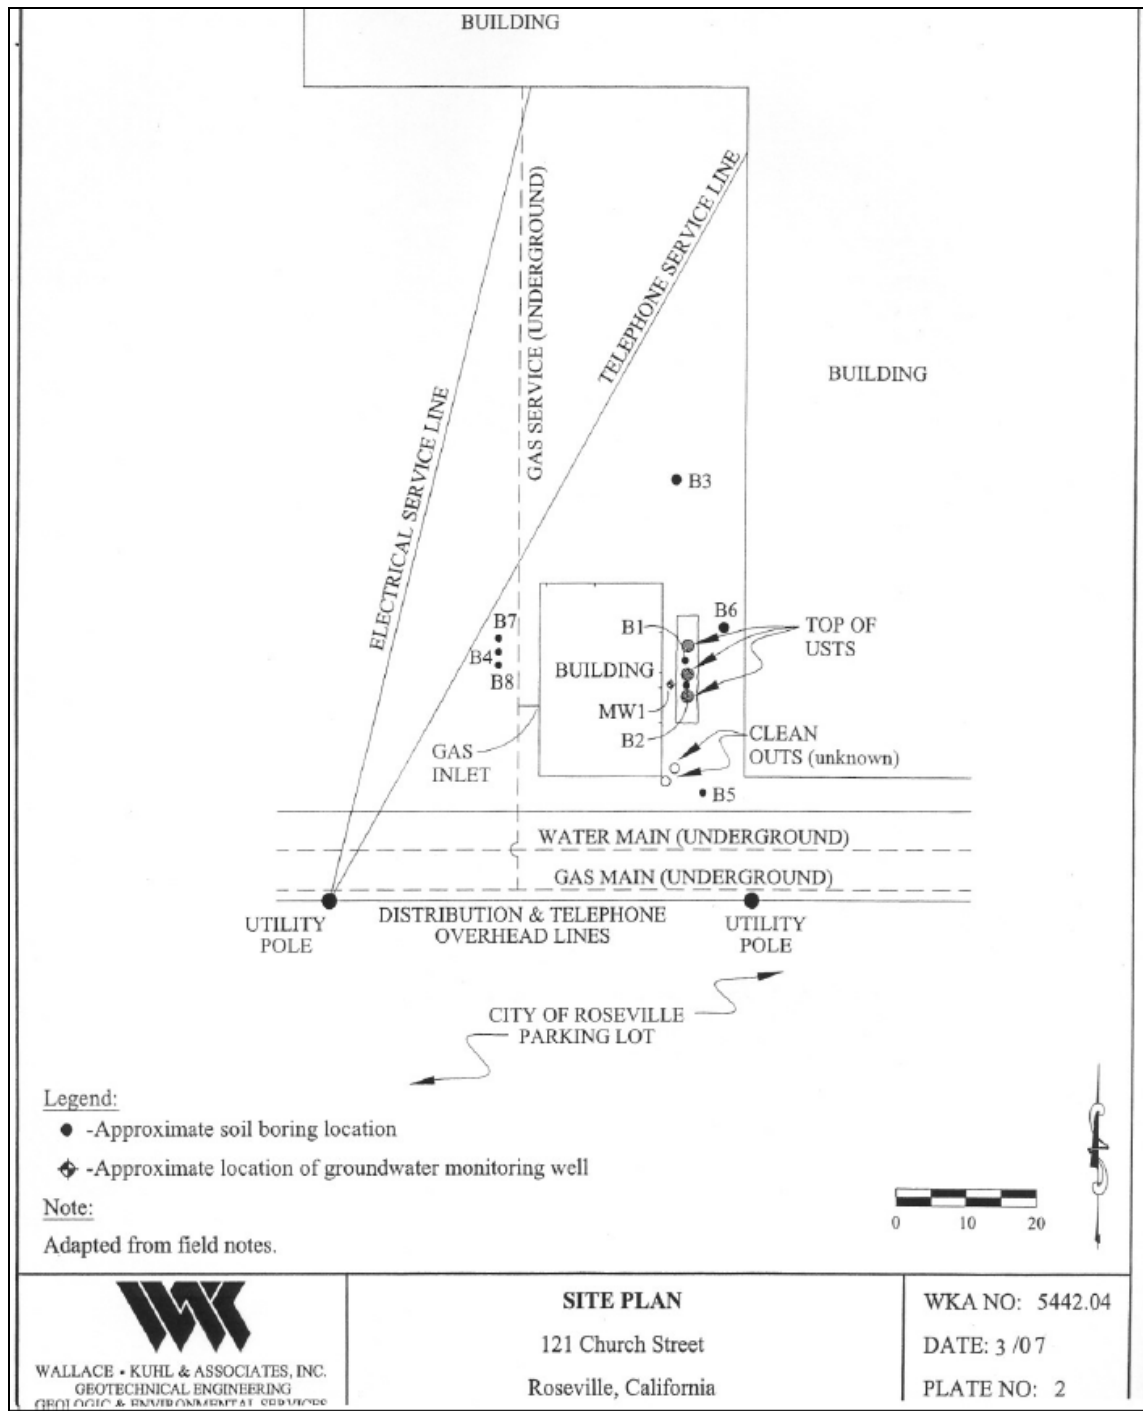 BUILDING
ELECTRICAL SERVICE LINE
GAS SERVICE (UNDERGROUND)
TELEPHONE SERVICE LINE
BUILDING
B3
B7
B4
B8
B1
B6
TOP OF
USTS
BUILDING
MW1
B2
GAS
INLET
CLEAN
OUTS (unknown)
B5
WATER MAIN (UNDERGROUND)
GAS MAIN (UNDERGROUND)
UTILITY
POLE
DISTRIBUTION & TELEPHONE
OVERHEAD LINES
UTILITY
POLE
CITY OF ROSEVILLE
PARKING LOT
Legend:
-Approximate soil boring location
-Approximate location of groundwater monitoring well
Note:
Adapted from field notes.
0 10 20
WALLACE • KUHL & ASSOCIATES, INC.
GEOTECHNICAL ENGINEERING
GEOLOGIC & ENVIRONMENTAL SERVICES
SITE PLAN
121 Church Street
Roseville, California
WKA NO: 5442.04
DATE: 3/07
PLATE NO: 2